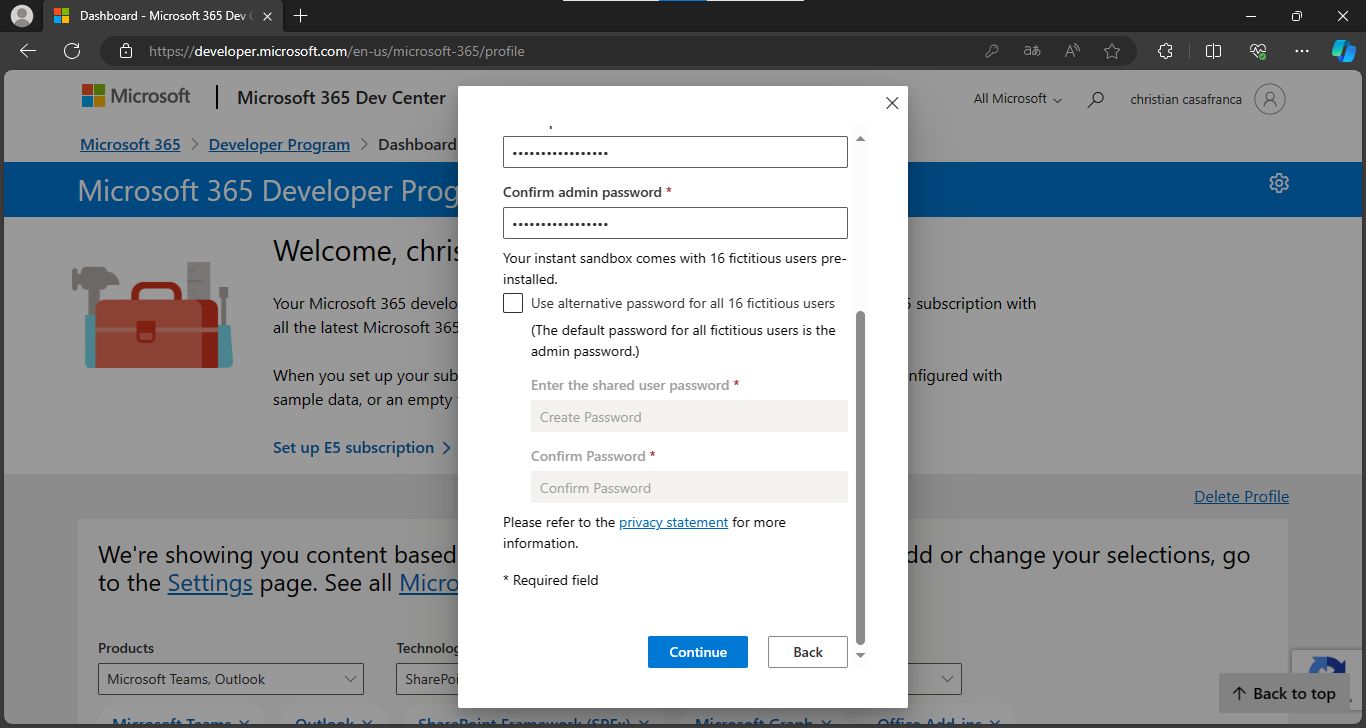 Dashboard - Microsoft 365 Dev C
https://developer.microsoft.com/en-us/microsoft-365/profile
Microsoft
Microsoft 365 Dev Center
All Microsoft
christian casafranca
Microsoft 365 > Developer Program > Dashboard
Microsoft 365 Developer Prog
Welcome, chris
Your Microsoft 365 develo
5 subscription with
all the latest Microsoft 365
When you set up your sub
nfigured with
sample data, or an empty
Set up E5 subscription
Delete Profile
We're showing you content based
dd or change your selections, go
to the Settings page. See all Micro
Products
Technolog
Microsoft Teams, Outlook
SharePoi
Microsoft Teams
Outlook
SharePoint Framework (SPFx)
Microsoft Graph
Office Add-ins
Back to top
Confirm admin password *
Your instant sandbox comes with 16 fictitious users pre-
installed.
Use alternative password for all 16 fictitious users
(The default password for all fictitious users is the
admin password.)
Enter the shared user password *
Create Password
Confirm Password *
Confirm Password
Please refer to the privacy statement for more
information.
* Required field
Continue
Back